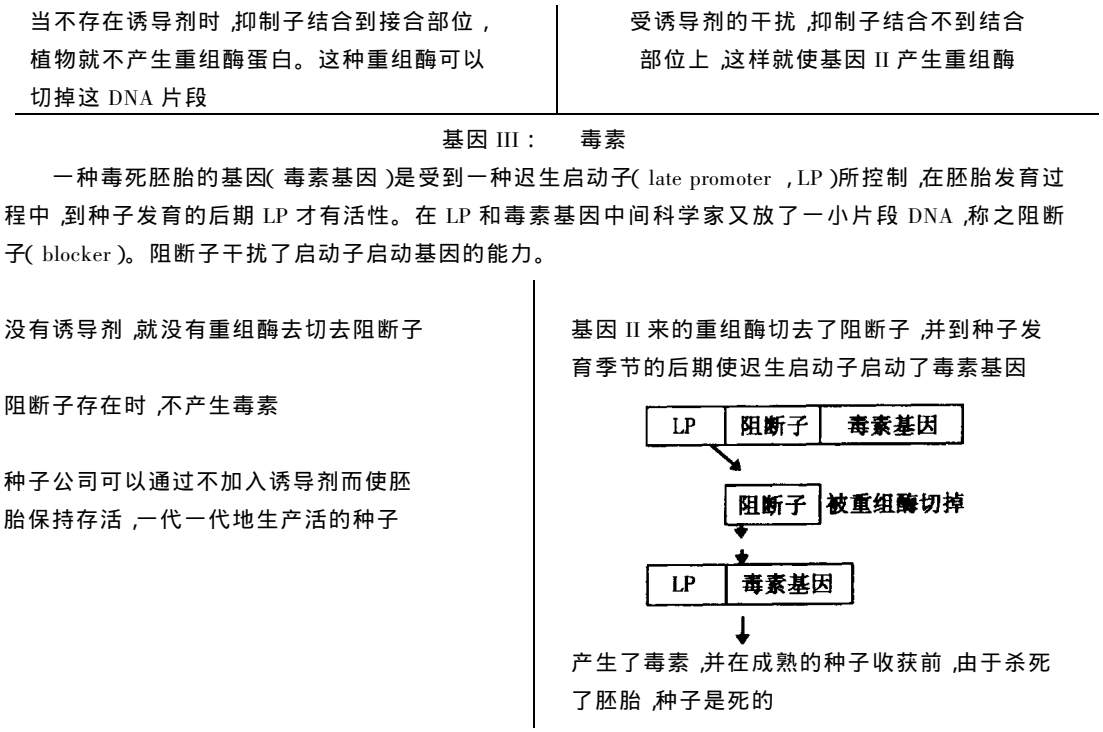 当不存在诱导剂时,抑制子结合到接合部位,
植物就不产生重组酶蛋白。这种重组酶可以
切掉这 DNA 片段
受诱导剂的干扰,抑制子结合不到结合
部位上,这样就使基因 II 产生重组酶
基因 III: 毒素
一种毒死胚胎的基因(毒素基因)是受到一种迟生启动子(late promoter,LP)所控制,在胚胎发育过
程中,到种子发育的后期 LP 才有活性。在 LP 和毒素基因中间科学家又放了一小片段 DNA,称之阻断
子(blocker)。阻断子干扰了启动子启动基因的能力。
没有诱导剂,就没有重组酶去切去阻断子
阻断子存在时,不产生毒素
种子公司可以通过不加入诱导剂而使胚
胎保持存活,一代一代地生产活的种子
基因 II 来的重组酶切去了阻断子,并到种子发
育季节的后期使迟生启动子启动了毒素基因
LP 阻断子 毒素基因
阻断子 被重组酶切掉
LP 毒素基因
产生了毒素,并在成熟的种子收获前,由于杀死
了胚胎,种子是死的